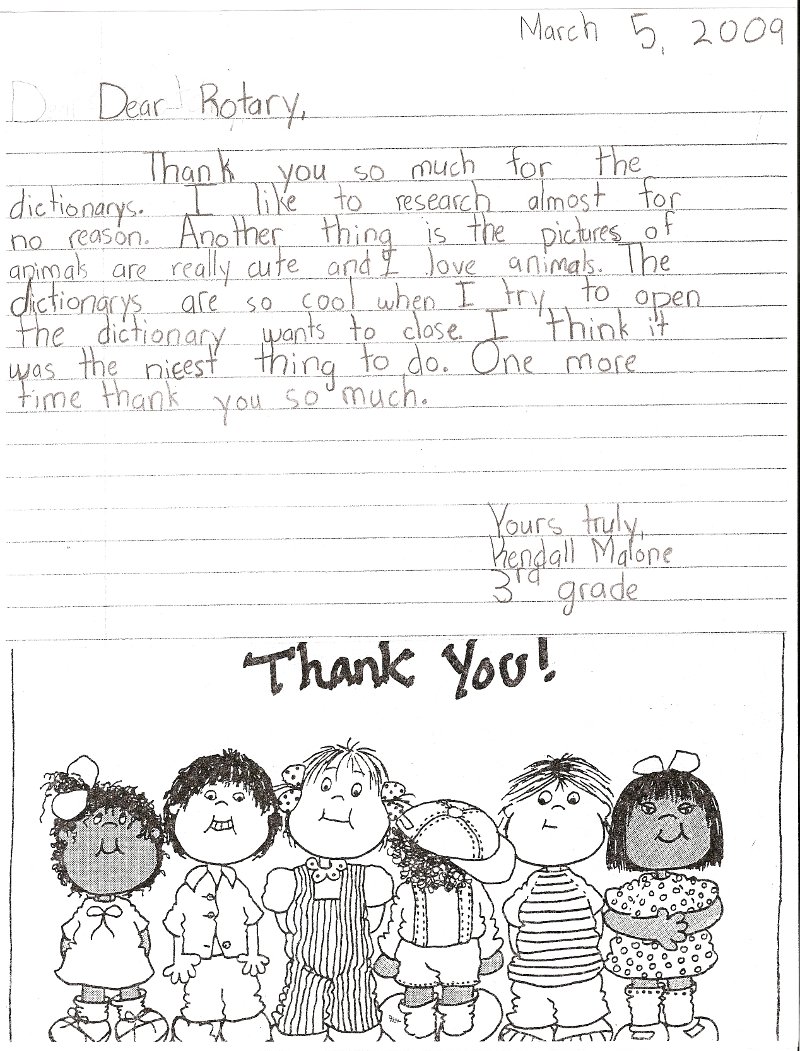 March 5, 2009
Dear Rotary,
Thank you so much for the
dictionarys. I like to research almost for
no reason. Another thing is the pictures of
animals are really cute and I love animals. The
dictionarys are so cool when I try to open
the dictionary wants to close. I think it
was the nicest thing to do. One more
time thank you so much.
Yours truly,
Kendall Malone
3rd grade
Thank You!